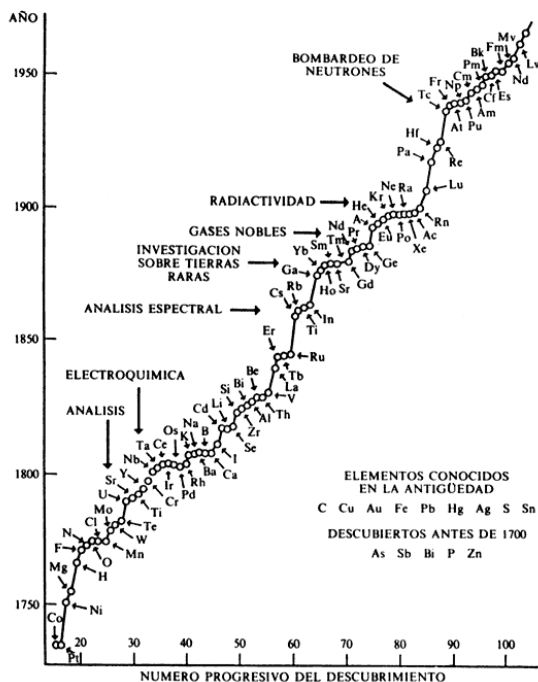 AÑO
Mv
Fm
Bk
Lw
Pm
Nd
Cm
Es
1950
BOMBARDEO DE
NEUTRONES
Fr
Np
Cf
Tc
Am
At
Pu
Hf
Pa
Re
RADIACTIVIDAD
Ne
Ra
Kr
Lu
He
1900
A
Rn
GASES NOBLES
Nd
Pr
Eu
Po
Ac
Sm
Tm
Xe
INVESTIGACION
SOBRE TIERRAS
RARAS
Yb
Ge
Dy
Ga
Ho
Sr
Gd
Rb
Cs
ANALISIS ESPECTRAL
In
Ti
1850
Er
Ru
Tb
La
ELECTROQUIMICA
Be
Bi
Si
V
Li
Th
Cd
Al
ANALISIS
B
Na
Zr
Os
K
Ce
Se
Ta
I
Nb
Ca
1800
Y
Ba
Sr
Rh
Ir
Pd
U
Cr
Ti
Mo
Te
Cl
W
N
Mn
F
O
H
Mg
1750
Ni
Co
Pt
ELEMENTOS CONOCIDOS
EN LA ANTIGÜEDAD
C Cu Au Fe Pb Hg Ag S Sn
DESCUBIERTOS ANTES DE 1700
As Sb Bi P Zn
20 30 40 50 60 70 80 90 100
NUMERO PROGRESIVO DEL DESCUBRIMIENTO